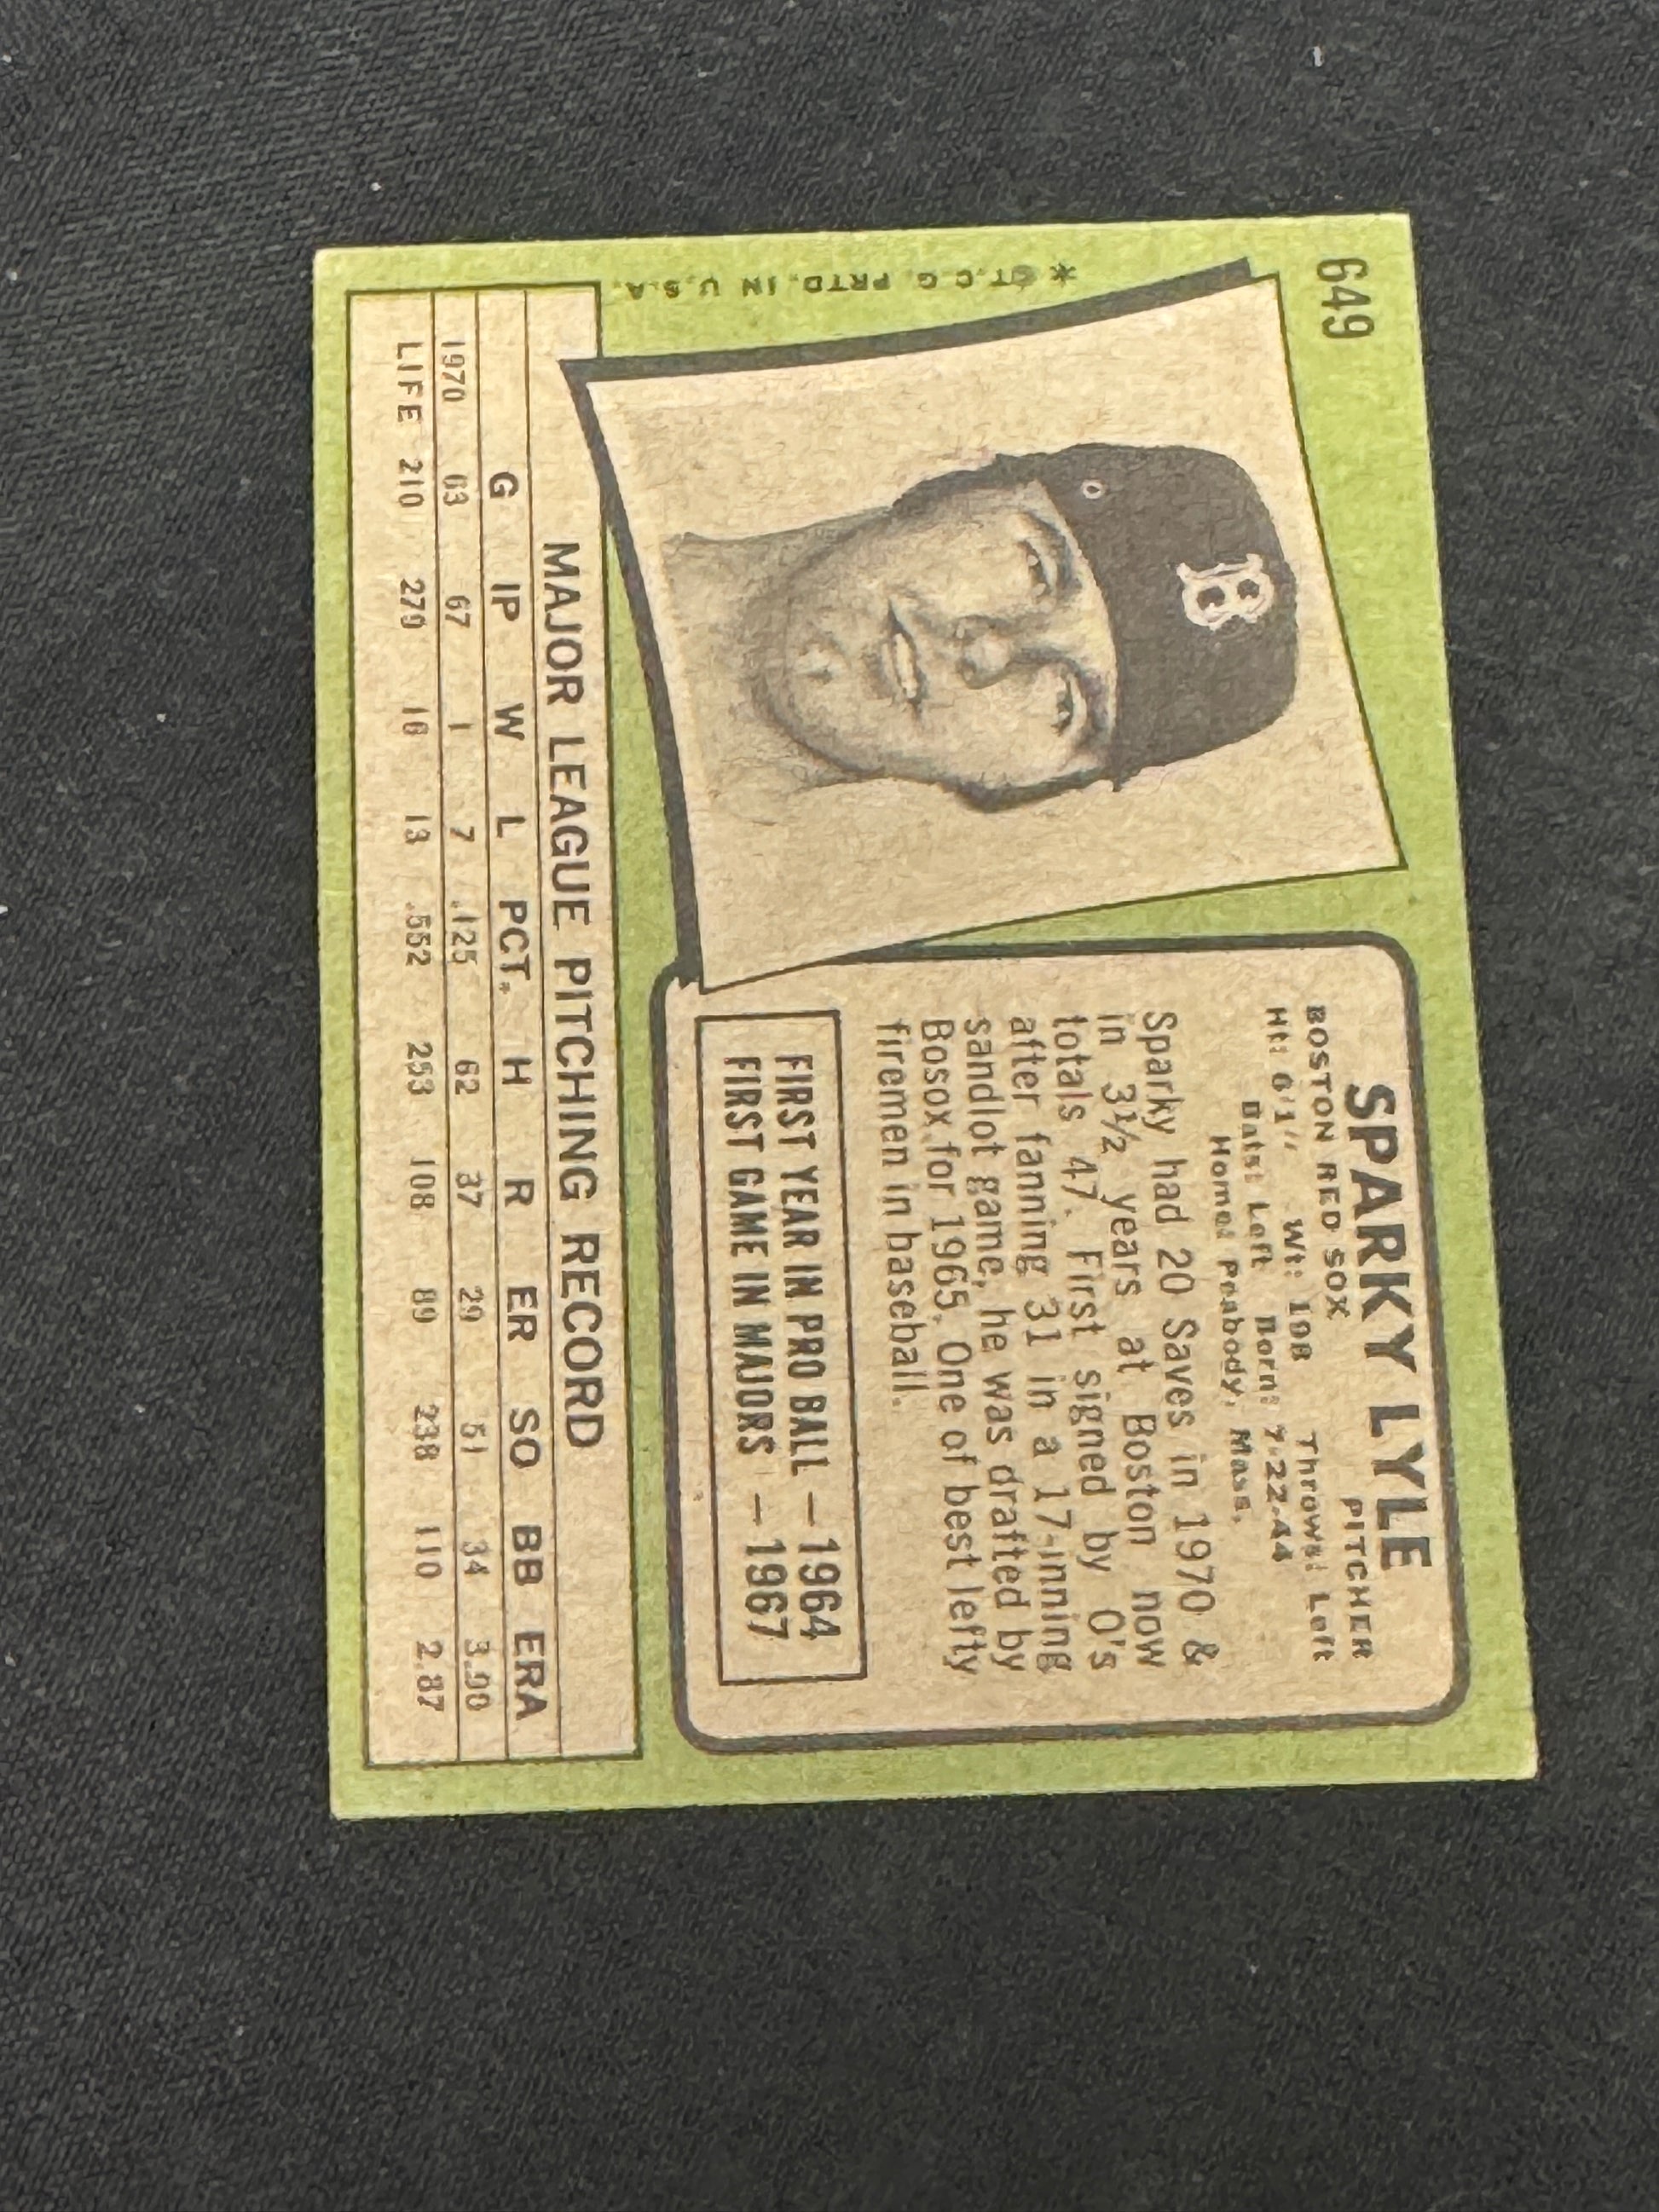 649
SPARKY LYLE
PITCHER
BOSTON RED SOX
Ht: 6'1" Wt: 198 Throws: Left
Bats: Left Born: 7-22-44
Home: Peabody, Mass.
Sparky had 20 Saves in 1970 &
in 3½ years at Boston now
totals 47. First signed by O's
after fanning 31 in a 17-inning
sandlot game, he was drafted by
Bosox for 1965. One of best lefty
firemen in baseball.
FIRST YEAR IN PRO BALL — 1964
FIRST GAME IN MAJORS — 1967
B
* © T.C.G. PRTD. IN U.S.A.
MAJOR LEAGUE PITCHING RECORD
G IP W L PCT. H R ER SO BB ERA
1970 63 67 1 7 .125 62 37 29 51 34 3.90
LIFE 210 279 16 13 .552 253 108 89 238 110 2.87